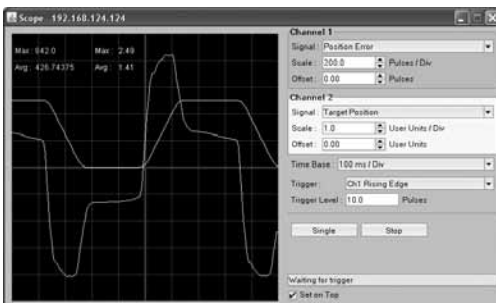 Scope 192.168.124.124
Max: 842.0 Max: 2.49
Avg: 426.74375 Avg: 1.41
Channel 1
Signal: Position Error
Scale: 200.0 Pulses / Div
Offset: 0.00 Pulses
Channel 2
Signal: Target Position
Scale: 1.0 User Units / Div
Offset: 0.00 User Units
Time Base: 100 ms / Div
Trigger: Ch1 Rising Edge
Trigger Level: 10.0 Pulses
Single Stop
Waiting for trigger
Set on Top